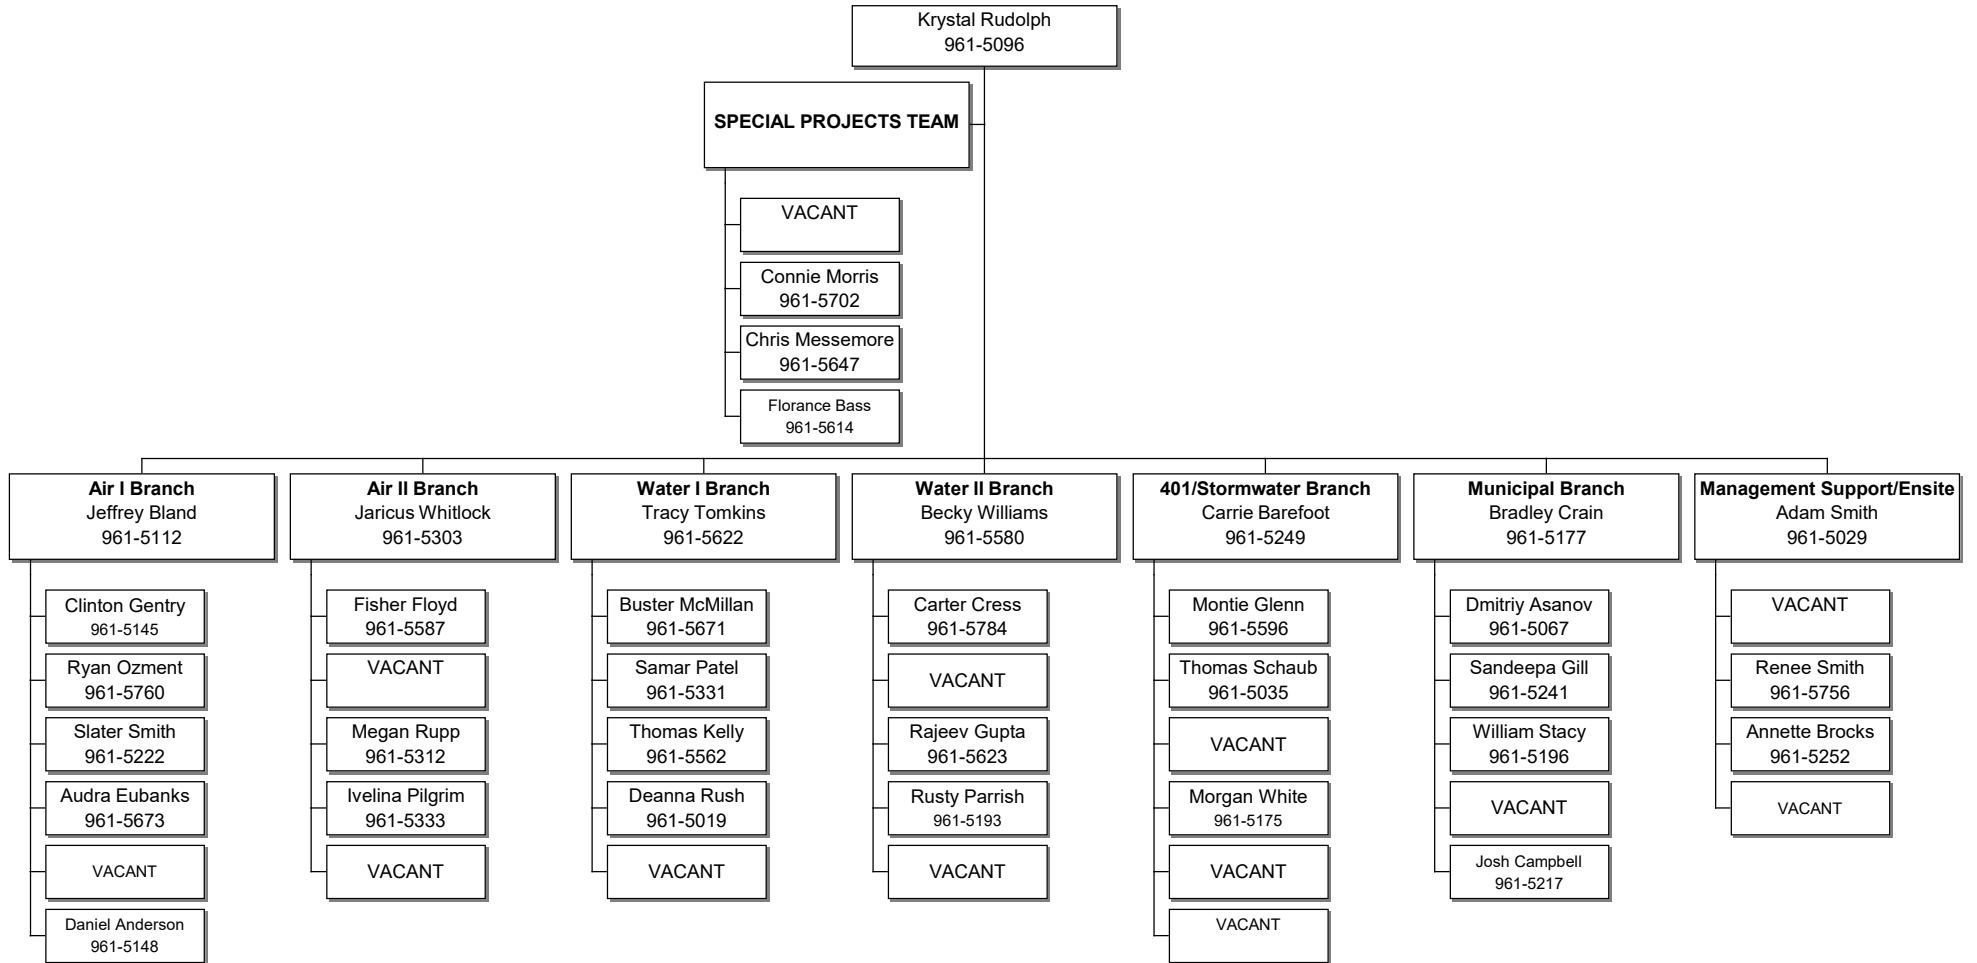 Krystal Rudolph
961-5096
SPECIAL PROJECTS TEAM
VACANT
Connie Morris
961-5702
Chris Messemore
961-5647
Florance Bass
961-5614
Air I Branch
Jeffrey Bland
961-5112
Clinton Gentry
961-5145
Ryan Ozment
961-5760
Slater Smith
961-5222
Audra Eubanks
961-5673
VACANT
Daniel Anderson
961-5148
Air II Branch
Jaricus Whitlock
961-5303
Fisher Floyd
961-5587
VACANT
Megan Rupp
961-5312
Ivelina Pilgrim
961-5333
VACANT
Water I Branch
Tracy Tomkins
961-5622
Buster McMillan
961-5671
Samar Patel
961-5331
Thomas Kelly
961-5562
Deanna Rush
961-5019
VACANT
Water II Branch
Becky Williams
961-5580
Carter Cress
961-5784
VACANT
Rajeev Gupta
961-5623
Rusty Parrish
961-5193
VACANT
401/Stormwater Branch
Carrie Barefoot
961-5249
Montie Glenn
961-5596
Thomas Schaub
961-5035
VACANT
Morgan White
961-5175
VACANT
VACANT
Municipal Branch
Bradley Crain
961-5177
Dmitriy Asanov
961-5067
Sandeepa Gill
961-5241
William Stacy
961-5196
VACANT
Josh Campbell
961-5217
Management Support/Ensite
Adam Smith
961-5029
VACANT
Renee Smith
961-5756
Annette Brocks
961-5252
VACANT